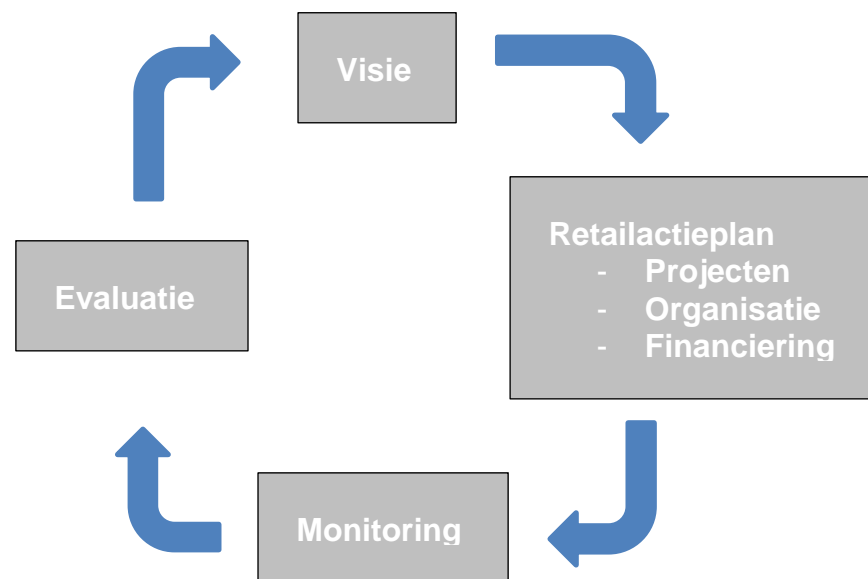 Visie
Retailactieplan
- Projecten
- Organisatie
- Financiering
Evaluatie
Monitoring